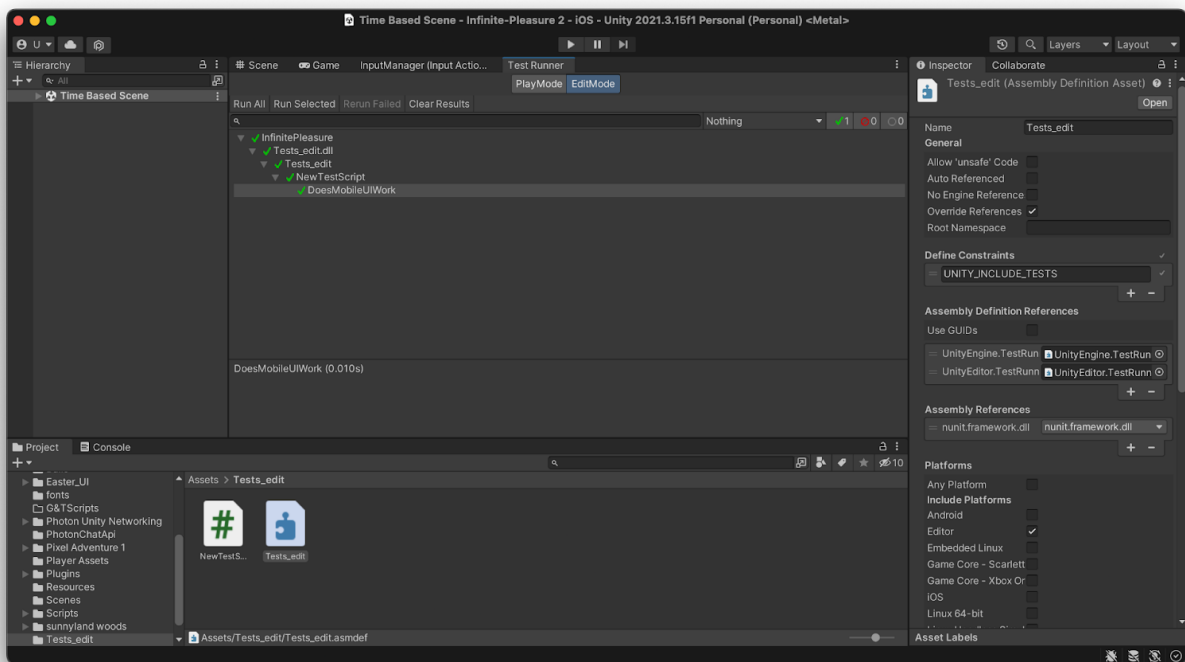 Time Based Scene - Infinite-Pleasure 2 - iOS - Unity 2021.3.15f1 Personal (Personal) <Metal>
U
Layers
Layout
Hierarchy
All
Time Based Scene
Scene
Game
InputManager (Input Actio...
Test Runner
PlayMode
EditMode
Run All
Run Selected
Rerun Failed
Clear Results
Nothing
1
0
0
InfinitePleasure
Tests_edit.dll
Tests_edit
NewTestScript
DoesMobileUIWork
DoesMobileUIWork (0.010s)
Inspector
Collaborate
Tests_edit (Assembly Definition Asset)
Open
Name
Tests_edit
General
Allow 'unsafe' Code
Auto Referenced
No Engine Reference
Override References
Root Namespace
Define Constraints
UNITY_INCLUDE_TESTS
Assembly Definition References
Use GUIDs
UnityEngine.TestRun
UnityEngine.TestRun
UnityEditor.TestRunn
UnityEditor.TestRunn
Assembly References
nunit.framework.dll
nunit.framework.dll
Platforms
Any Platform
Include Platforms
Android
Editor
Embedded Linux
Game Core - Scarlett
Game Core - Xbox Or
iOS
Linux 64-bit
Asset Labels
Project
Console
10
Easter_UI
fonts
G&TScripts
Photon Unity Networking
PhotonChatApi
Pixel Adventure 1
Player Assets
Plugins
Resources
Scenes
Scripts
sunnyland woods
Tests_edit
Assets > Tests_edit
NewTestS...
Tests_edit
Assets/Tests_edit/Tests_edit.asmdef